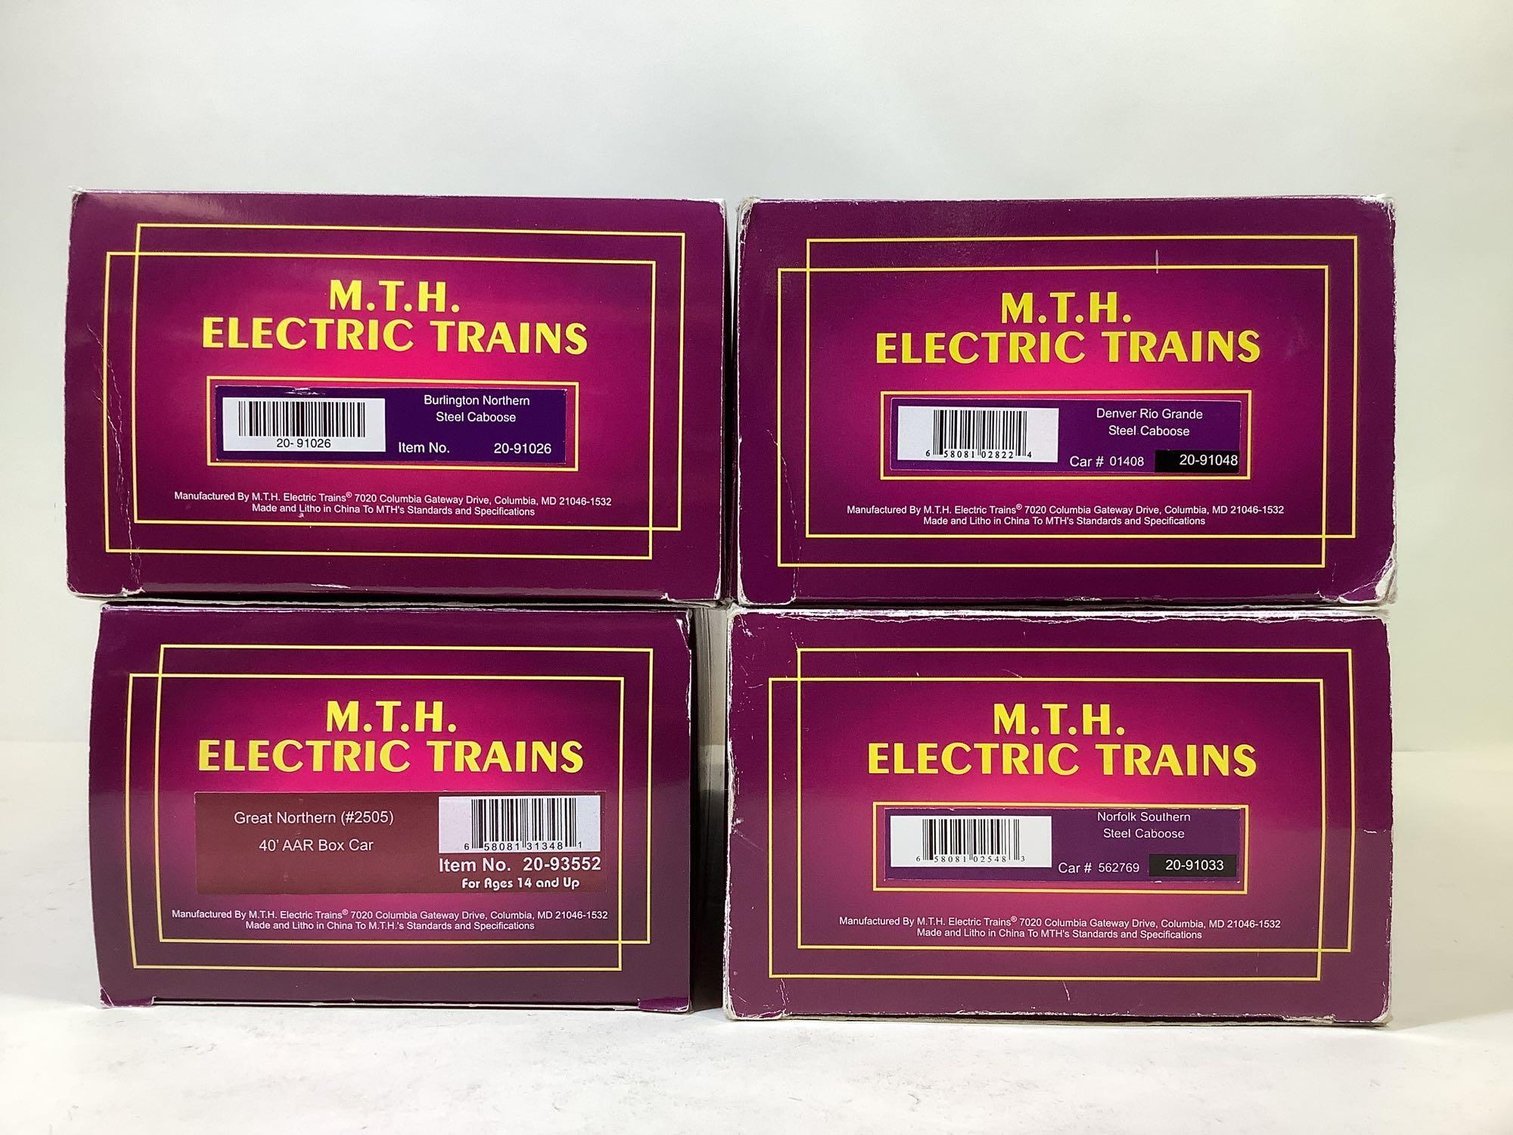 M.T.H.
ELECTRIC TRAINS
20-91026
Burlington Northern
Steel Caboose
Item No. 20-91026
Manufactured By M.T.H. Electric Trains® 7020 Columbia Gateway Drive, Columbia, MD 21046-1532
Made and Litho in China To MTH's Standards and Specifications
M.T.H.
ELECTRIC TRAINS
6 58081 02822 4
Denver Rio Grande
Steel Caboose
Car # 01408 20-91048
Manufactured By M.T.H. Electric Trains® 7020 Columbia Gateway Drive, Columbia, MD 21046-1532
Made and Litho in China To MTH's Standards and Specifications
M.T.H.
ELECTRIC TRAINS
Great Northern (#2505)
40' AAR Box Car
6 58081 31348 1
Item No. 20-93552
For Ages 14 and Up
Manufactured By M.T.H. Electric Trains® 7020 Columbia Gateway Drive, Columbia, MD 21046-1532
Made and Litho in China To M.T.H.'s Standards and Specifications
M.T.H.
ELECTRIC TRAINS
6 58081 02548 3
Norfolk Southern
Steel Caboose
Car # 562769 20-91033
Manufactured By M.T.H. Electric Trains® 7020 Columbia Gateway Drive, Columbia, MD 21046-1532
Made and Litho in China To MTH's Standards and Specifications